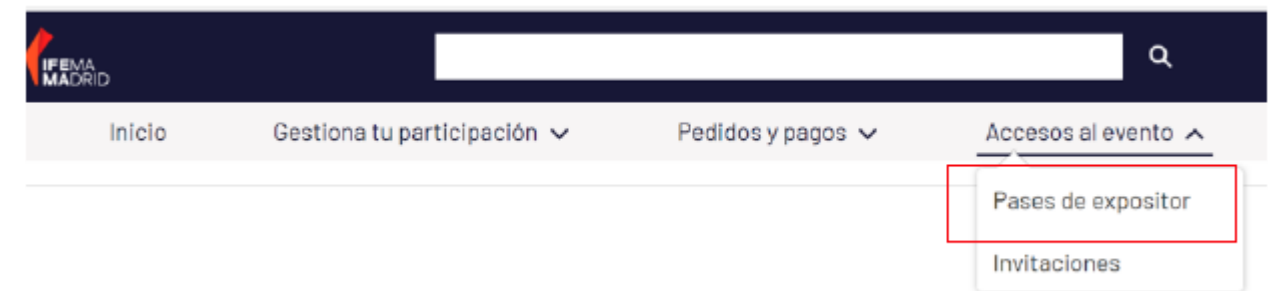 IFEMA
MADRID
Inicio
Gestiona tu participación
Pedidos y pagos
Accesos al evento
Pases de expositor
Invitaciones